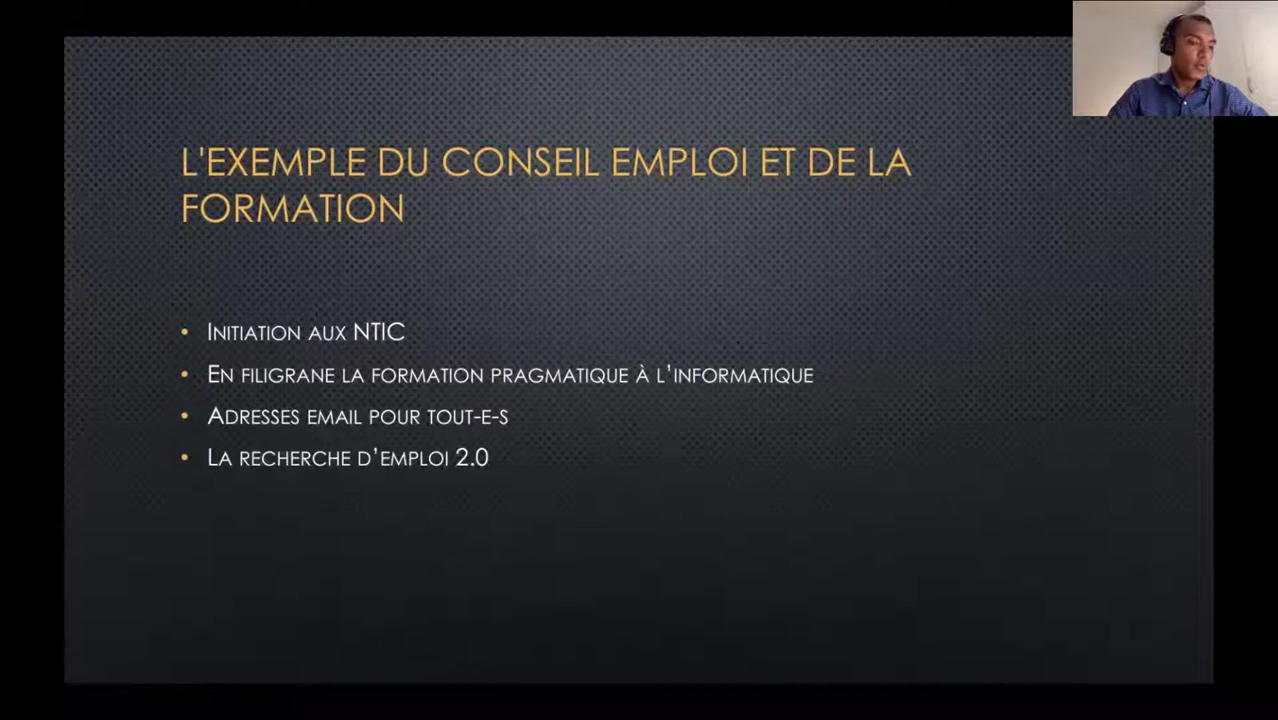 L'EXEMPLE DU CONSEIL EMPLOI ET DE LA
FORMATION
• INITIATION AUX NTIC
• EN FILIGRANE LA FORMATION PRAGMATIQUE À L’INFORMATIQUE
• ADRESSES EMAIL POUR TOUT-E-S
• LA RECHERCHE D’EMPLOI 2.0